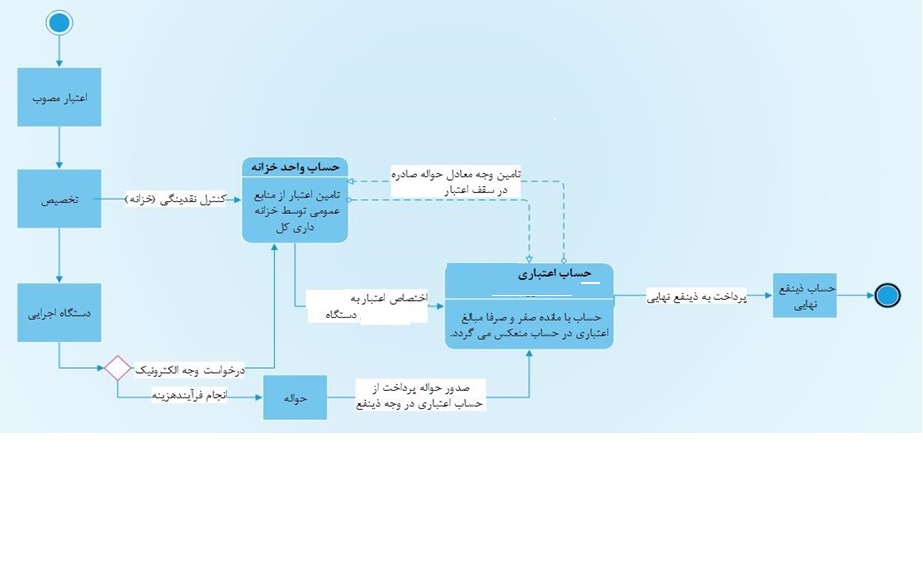 اعتبار مصوب
تخصیص
کنترل نقدینگی (خزانه)
حساب واحد خزانه
تامین اعتبار از منابع
عمومی توسط خزانه
داری کل
تامین وجه معادل حواله صادره
در سقف اعتبار
دستگاه اجرایی
اختصاص اعتبار به
دستگاه
حساب اعتباری
حساب با مانده صفر و صرفا مبالغ
اعتباری در حساب منعکس می گردد.
پرداخت به ذینفع نهایی
حساب ذینفع
نهایی
درخواست وجه الکترونیک
انجام فرآیندهزینه
حواله
صدور حواله پرداخت از
حساب اعتباری در وجه ذینفع